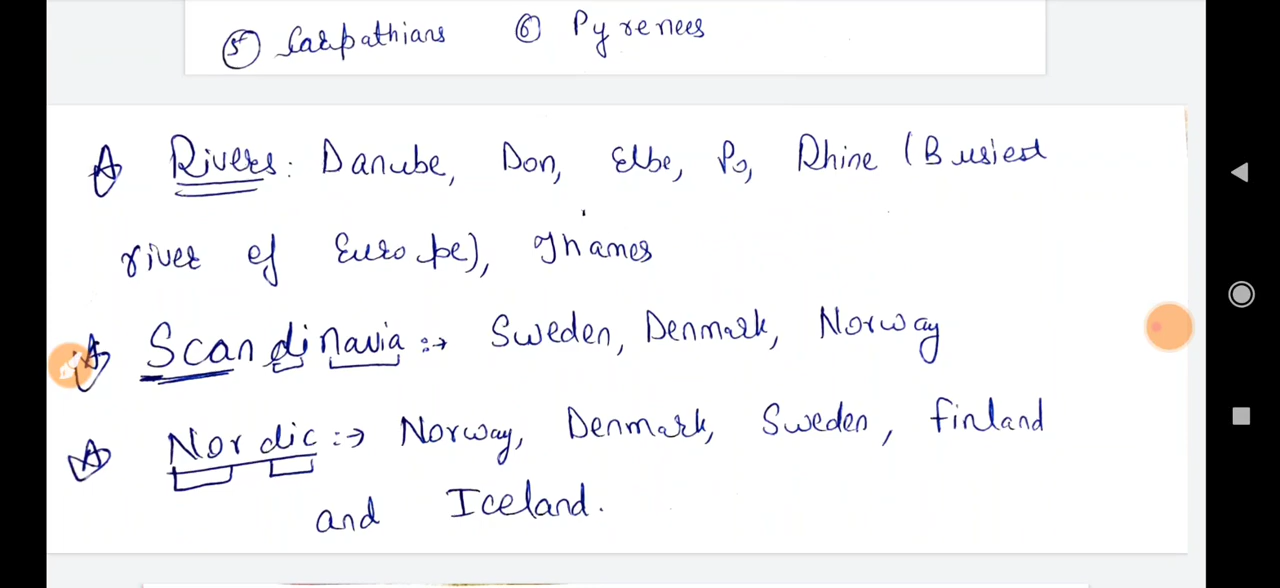 ⑤ Carpathians ⑥ Pyrenees
Rivers: Danube, Don, Elbe, Po, Rhine (Busiest
river of Europe), Thames
Scandinavia :→ Sweden, Denmark, Norway
Nordic :→ Norway, Denmark, Sweden, finland
and Iceland.